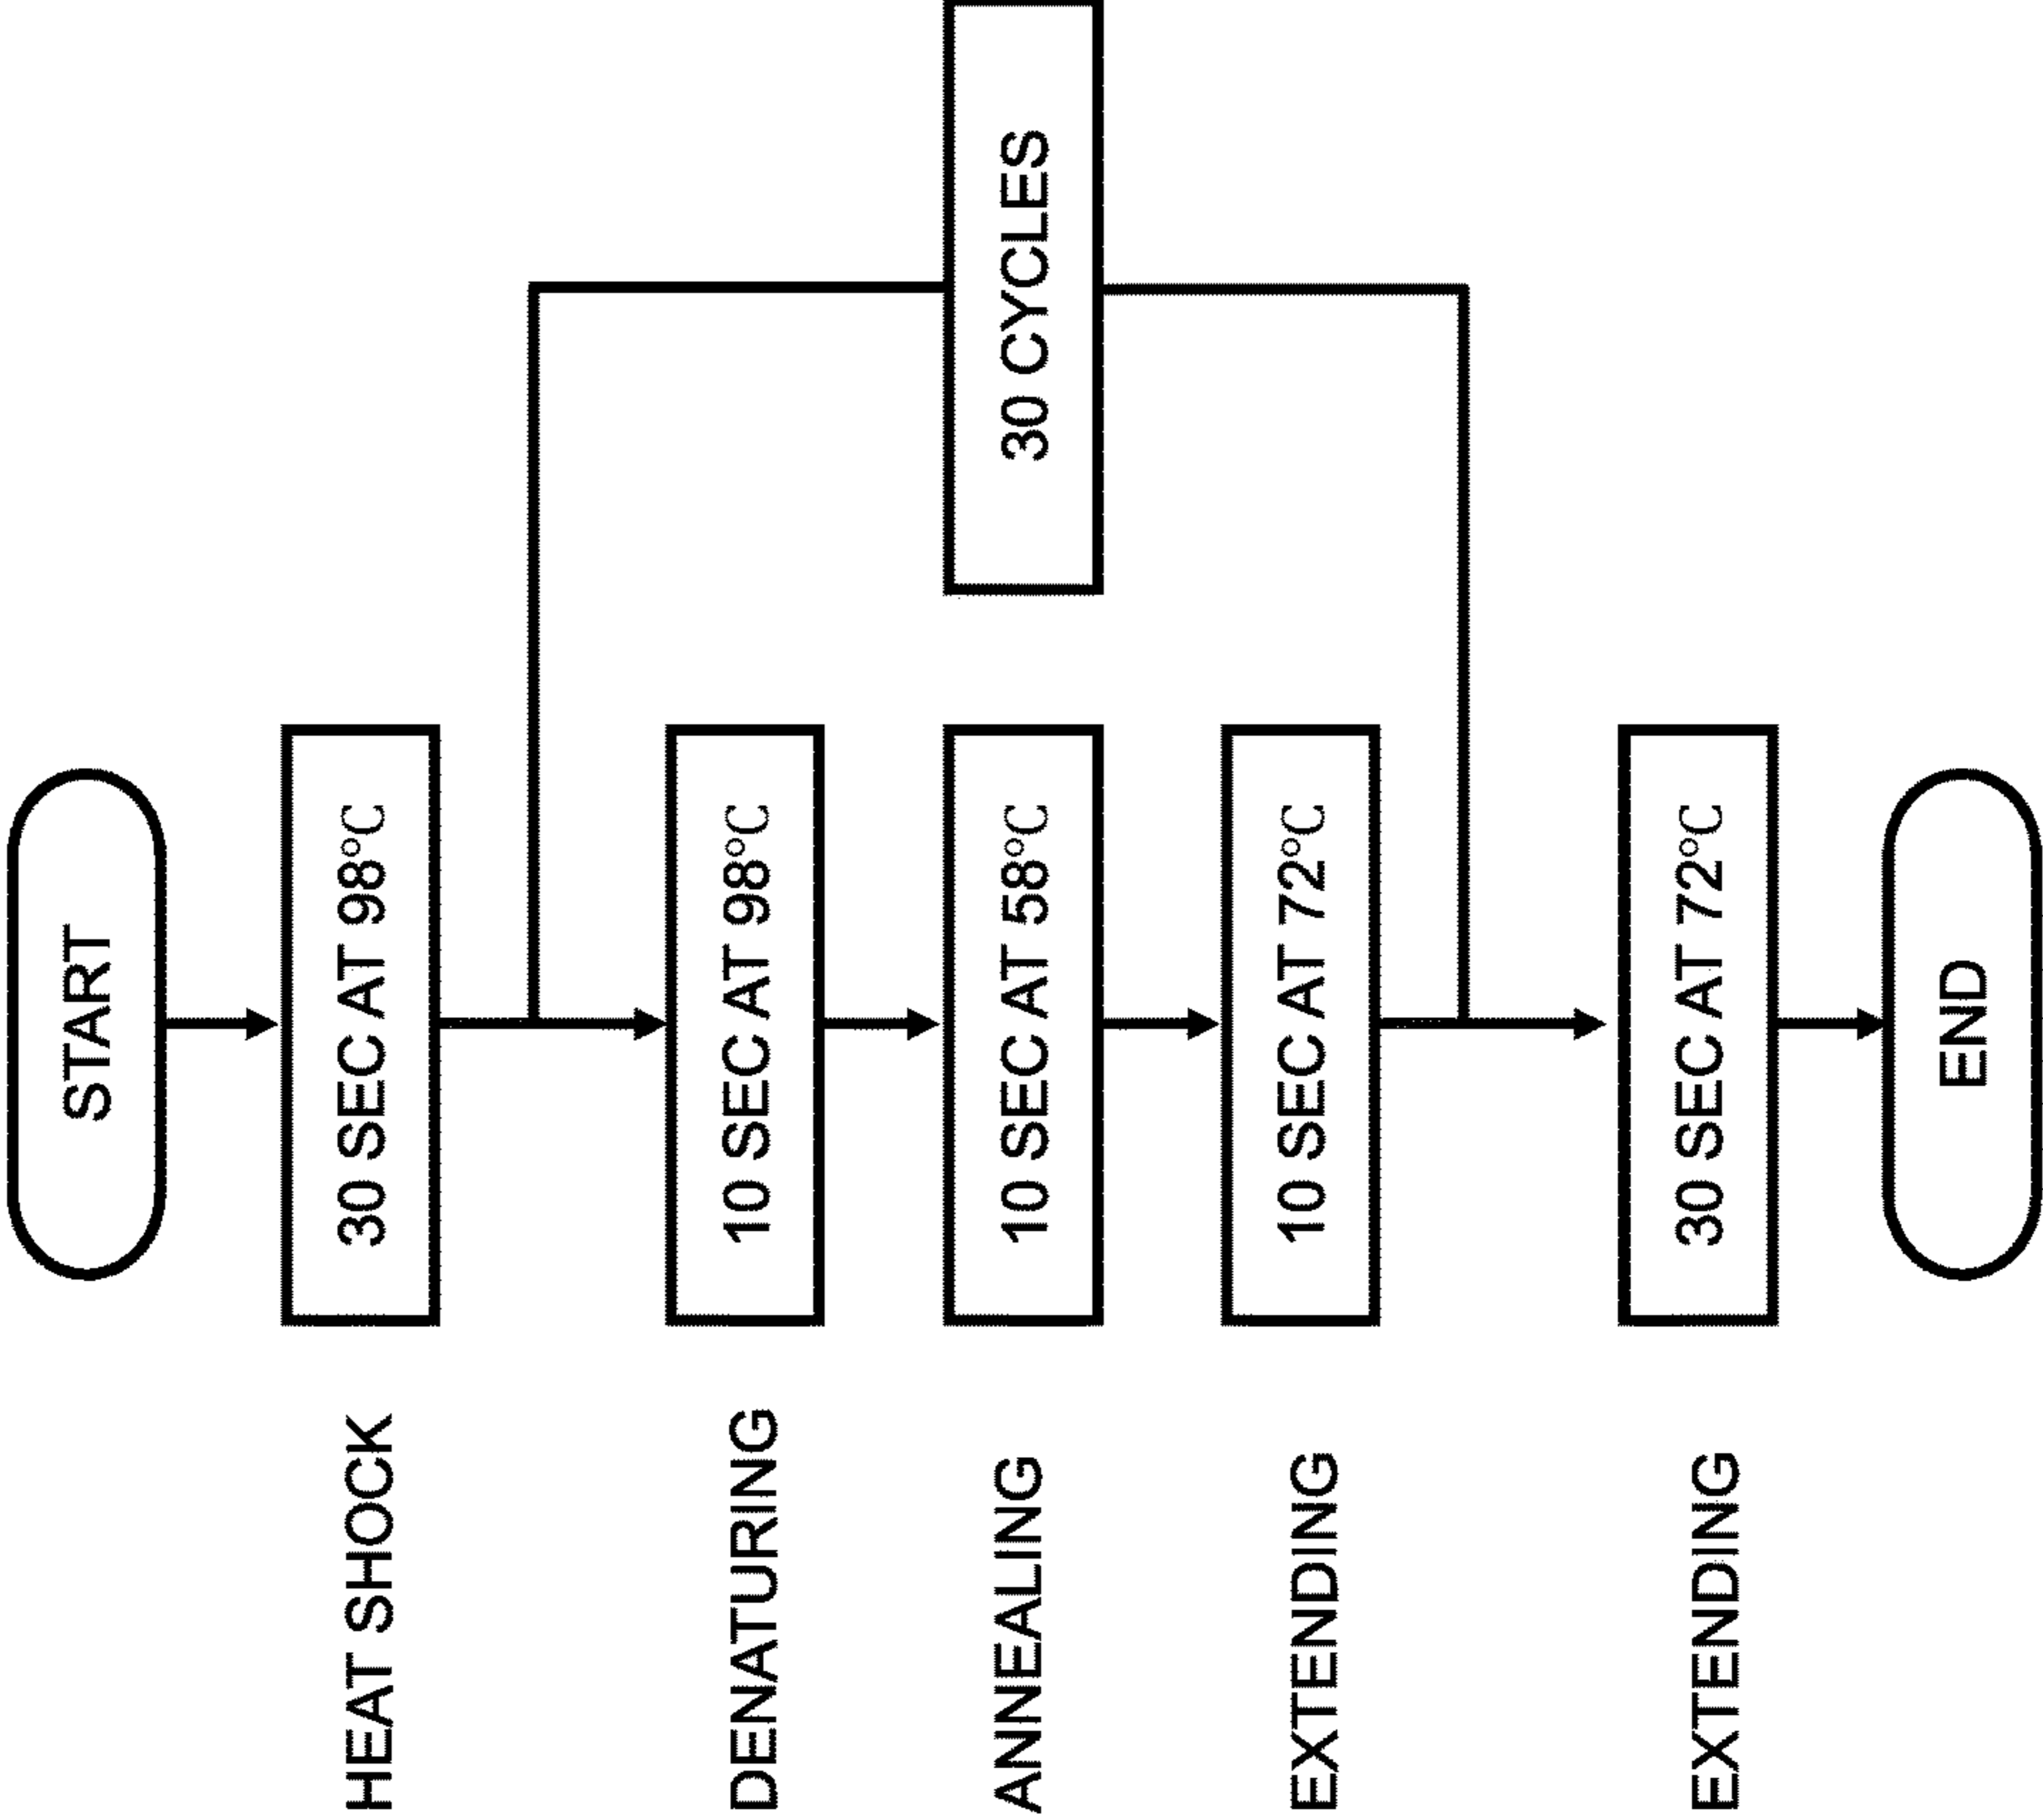 START
HEAT SHOCK
30 SEC AT 98°C
DENATURING
10 SEC AT 98°C
ANNEALING
10 SEC AT 58°C
30 CYCLES
EXTENDING
10 SEC AT 72°C
EXTENDING
30 SEC AT 72°C
END